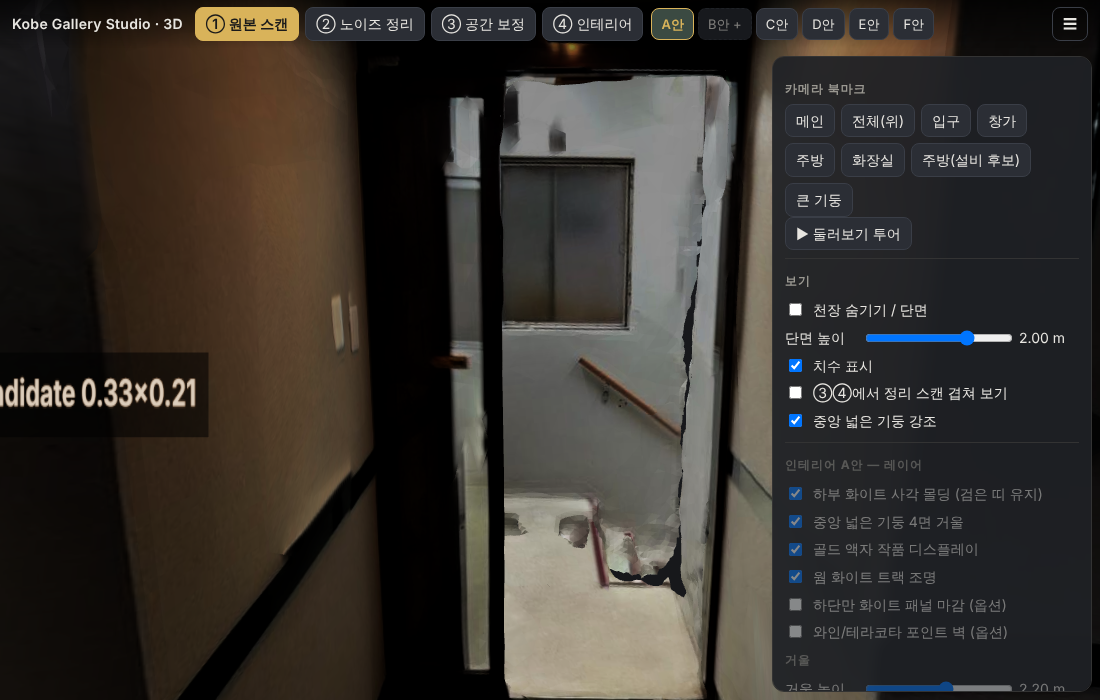 Kobe Gallery Studio · 3D
① 원본 스캔
② 노이즈 정리
③ 공간 보정
④ 인테리어
A안
B안 +
C안
D안
E안
F안
☰
카메라 북마크
메인
전체(위)
입구
창가
주방
화장실
주방(설비 후보)
큰 기둥
▶ 둘러보기 투어
보기
천장 숨기기 / 단면
단면 높이 2.00 m
치수 표시
③④에서 정리 스캔 겹쳐 보기
중앙 넓은 기둥 강조
인테리어 A안 — 레이어
하부 화이트 사각 몰딩 (검은 띠 유지)
중앙 넓은 기둥 4면 거울
골드 액자 작품 디스플레이
웜 화이트 트랙 조명
하단만 화이트 패널 마감 (옵션)
와인/테라코타 포인트 벽 (옵션)
거울
거울 높이 2.20 m
ndidate 0.33×0.21